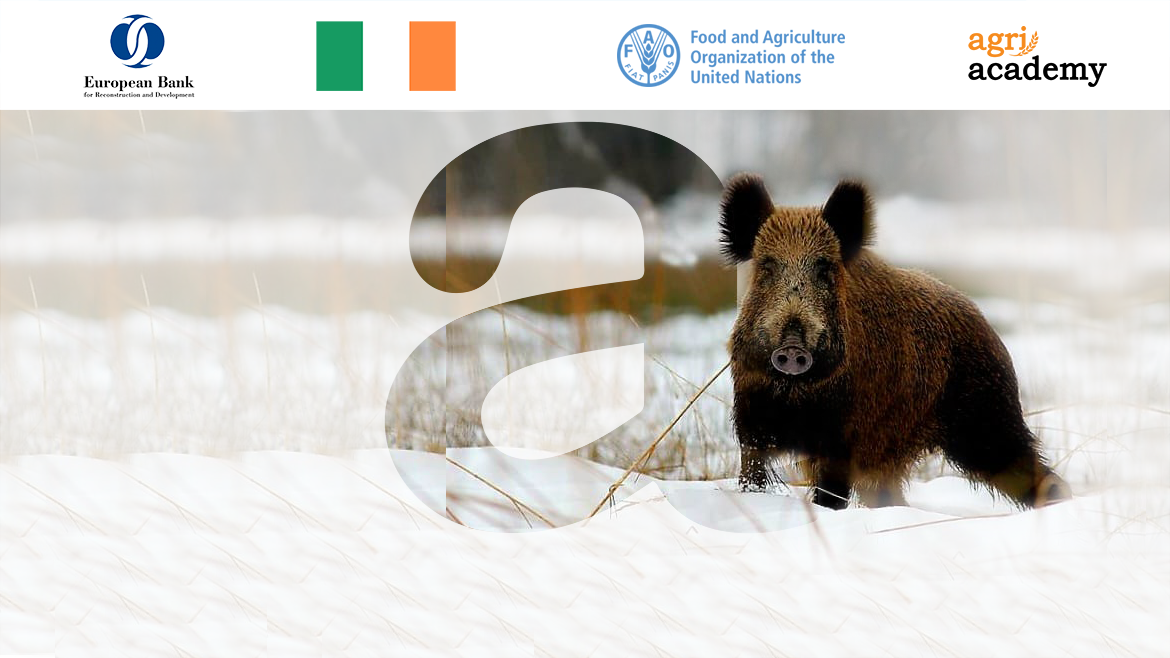 European Bank
for Reconstruction and Development
F A O
FIAT PANIS
Food and Agriculture
Organization of the
United Nations
agri
academy
a